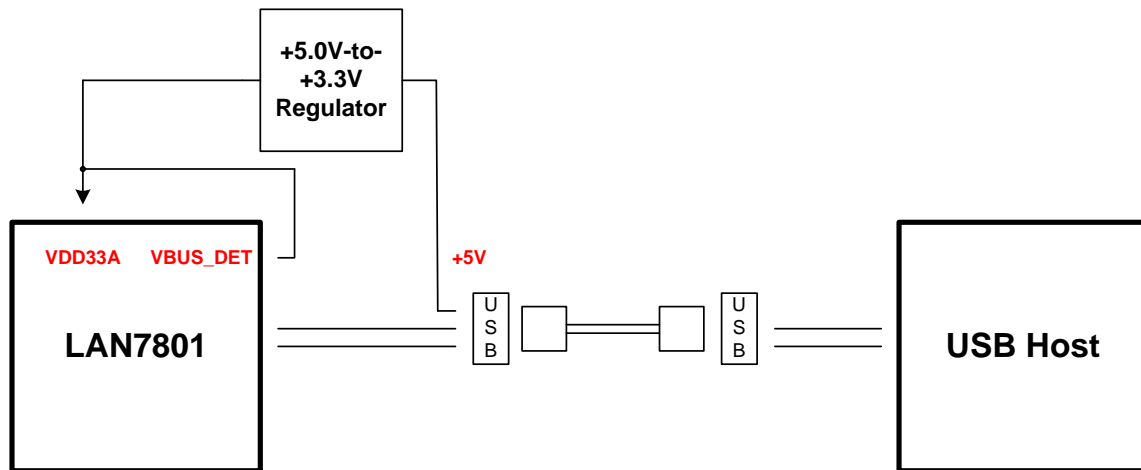 +5.0V-to-
+3.3V
Regulator
VDD33A VBUS_DET
+5V
LAN7801
U
S
B
U
S
B
USB Host